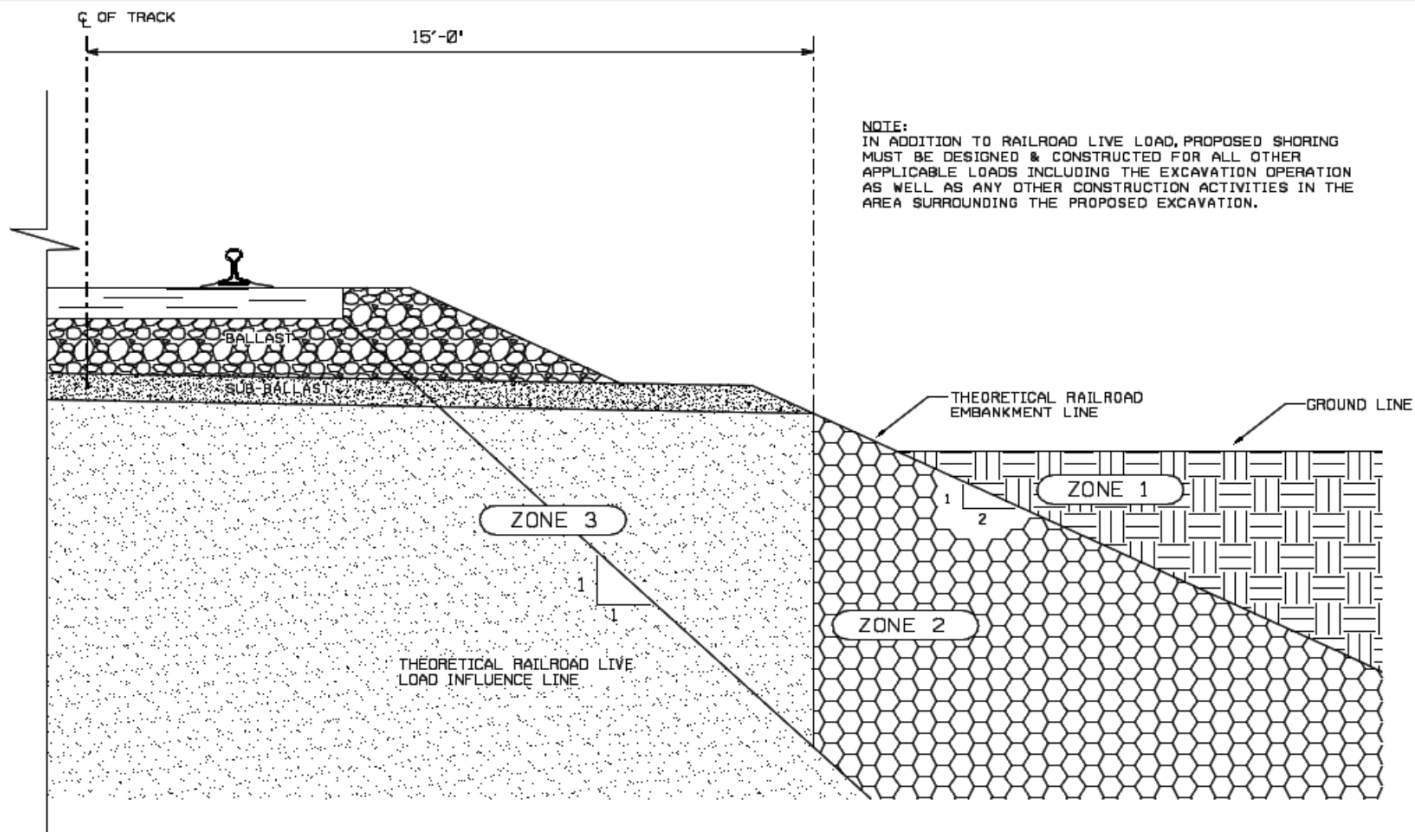 ℄ OF TRACK
15'-0"
NOTE:
IN ADDITION TO RAILROAD LIVE LOAD, PROPOSED SHORING
MUST BE DESIGNED & CONSTRUCTED FOR ALL OTHER
APPLICABLE LOADS INCLUDING THE EXCAVATION OPERATION
AS WELL AS ANY OTHER CONSTRUCTION ACTIVITIES IN THE
AREA SURROUNDING THE PROPOSED EXCAVATION.
BALLAST
SUB-BALLAST
THEORETICAL RAILROAD
EMBANKMENT LINE
GROUND LINE
ZONE 1
1
2
ZONE 3
1
1
ZONE 2
THEORETICAL RAILROAD LIVE
LOAD INFLUENCE LINE